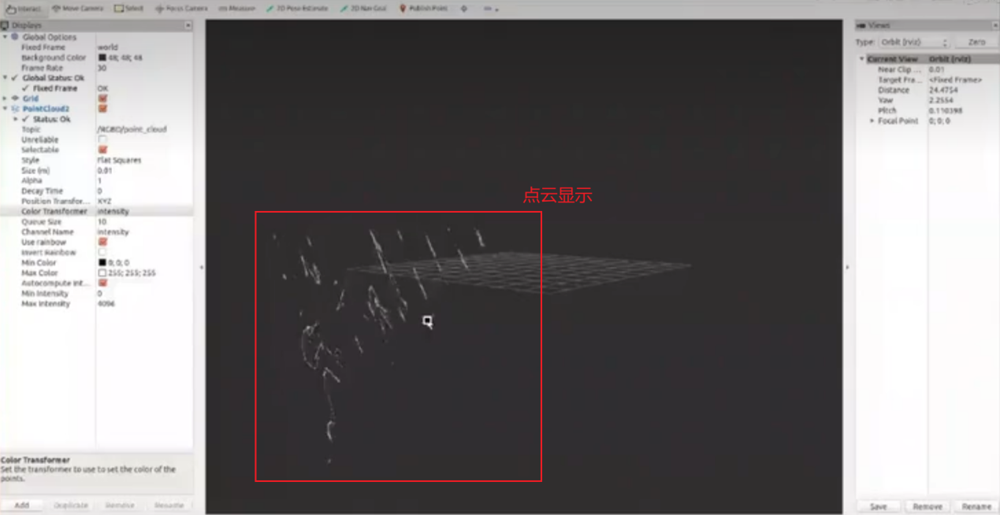 Interact Move Camera Select Focus Camera Measure 2D Pose Estimate 2D Nav Goal Publish Point
Displays
Global Options
Fixed Frame world
Background Color 48; 48; 48
Frame Rate 30
Global Status: Ok
Fixed Frame OK
Grid
PointCloud2
Status: Ok
Topic /point_cloud
Unreliable
Selectable
Style Flat Squares
Size (m) 0.01
Alpha 1
Decay Time 0
Position Transfor... XYZ
Color Transformer Intensity
Queue Size 10
Channel Name intensity
Use rainbow
Invert Rainbow
Min Color 0; 0; 0
Max Color 255; 255; 255
Autocompute Int...
Min Intensity 0
Max Intensity 4096
Color Transformer
Set the transformer to use to set the color of the
points.
Add Duplicate Remove Rename
点云显示
Views
Type: Orbit (rviz) Zero
Current View Orbit (rviz)
Near Clip ... 0.01
Target Fra... <Fixed Frame>
Distance 24.4754
Yaw 2.2554
Pitch 0.110398
Focal Point 0; 0; 0
Save Remove Rename